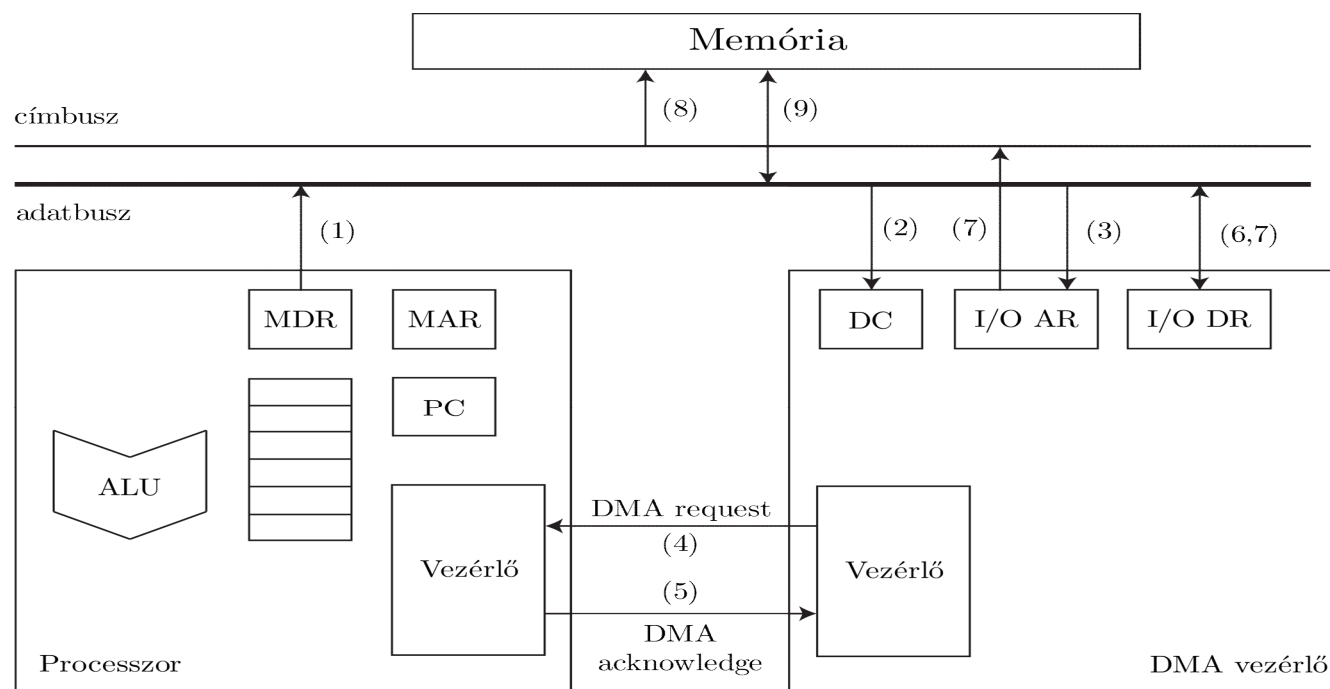 Memória
(8)
(9)
címbusz
adatbusz
(1)
(2)
(7)
(3)
(6,7)
MDR
MAR
DC
I/O AR
I/O DR
PC
ALU
DMA request
(4)
Vezérlő
Vezérlő
(5)
DMA
acknowledge
Processzor
DMA vezérlő